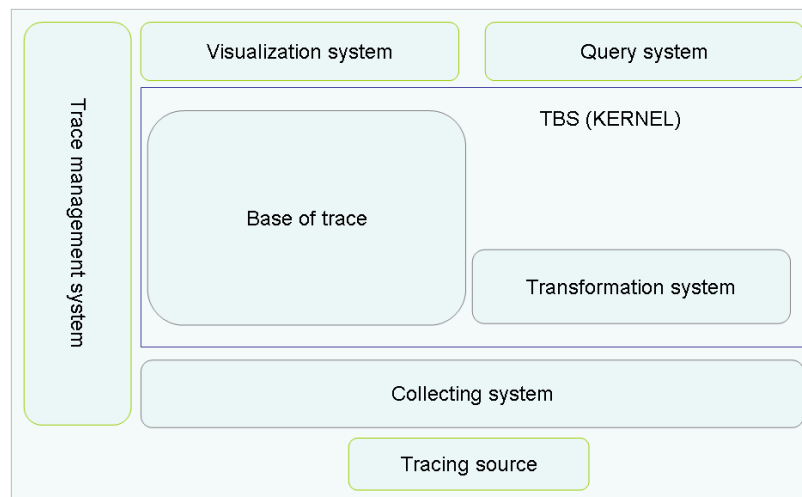 Visualization system
Query system
Trace management system
TBS (KERNEL)
Base of trace
Transformation system
Collecting system
Tracing source